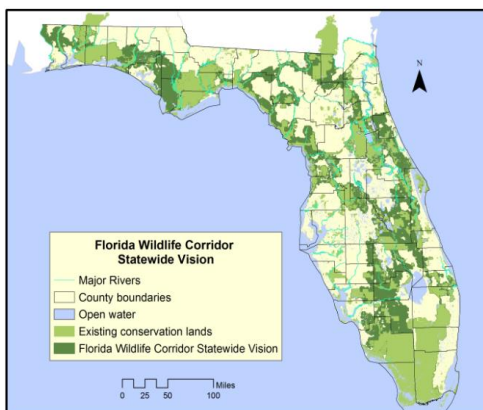 N
Florida Wildlife Corridor
Statewide Vision
Major Rivers
County boundaries
Open water
Existing conservation lands
Florida Wildlife Corridor Statewide Vision
Miles
0 25 50 100